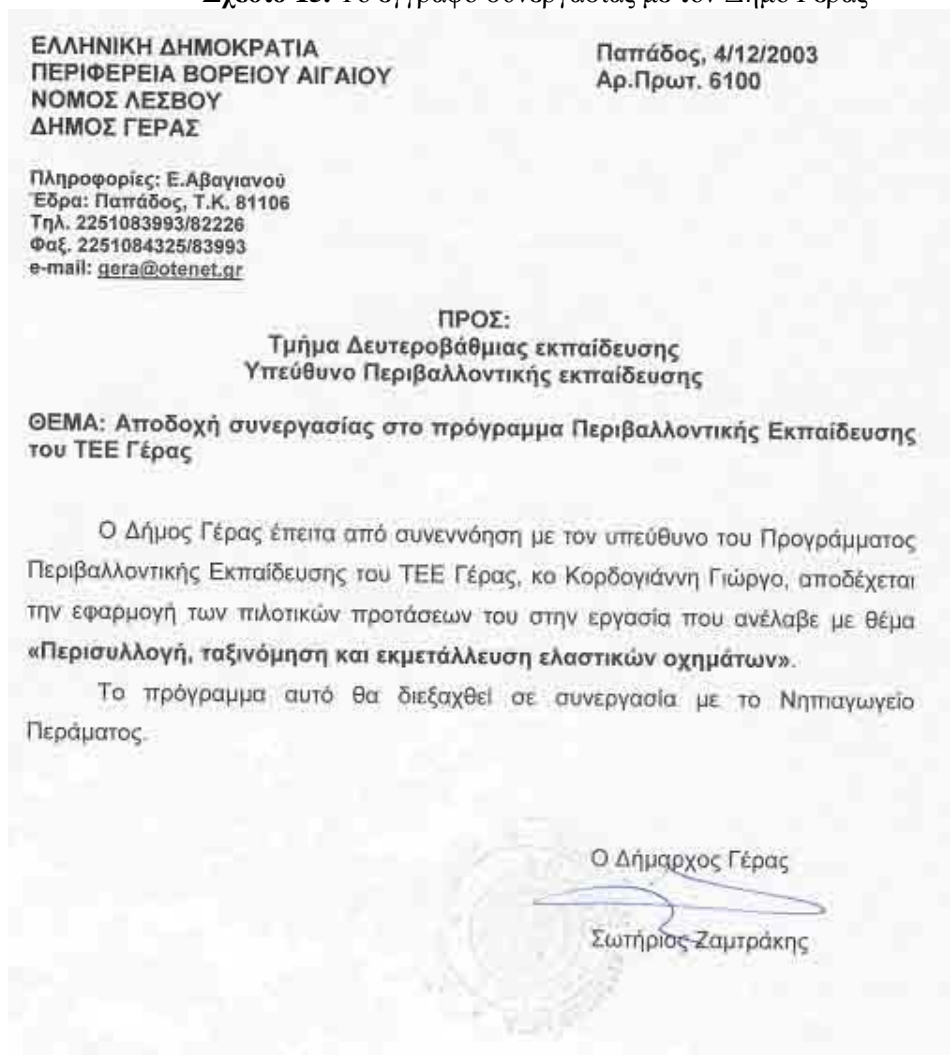 Σχέδιο 13. Το έγγραφο συνεργασίας με τον Δήμο Γέρας
ΕΛΛΗΝΙΚΗ ΔΗΜΟΚΡΑΤΙΑ
ΠΕΡΙΦΕΡΕΙΑ ΒΟΡΕΙΟΥ ΑΙΓΑΙΟΥ
ΝΟΜΟΣ ΛΕΣΒΟΥ
ΔΗΜΟΣ ΓΕΡΑΣ
Παπάδος, 4/12/2003
Αρ.Πρωτ. 6100
Πληροφορίες: Ε.Αβαγιανού
Έδρα: Παπάδος, Τ.Κ. 81106
Τηλ. 2251083993/82226
Φαξ. 2251084325/83993
e-mail: gera@otenet.gr
ΠΡΟΣ:
Τμήμα Δευτεροβάθμιας εκπαίδευσης
Υπεύθυνο Περιβαλλοντικής εκπαίδευσης
ΘΕΜΑ: Αποδοχή συνεργασίας στο πρόγραμμα Περιβαλλοντικής Εκπαίδευσης
του ΤΕΕ Γέρας
Ο Δήμος Γέρας έπειτα από συνεννόηση με τον υπεύθυνο του Προγράμματος
Περιβαλλοντικής Εκπαίδευσης του ΤΕΕ Γέρας, κο Κορδογιάννη Γιώργο, αποδέχεται
την εφαρμογή των πιλοτικών προτάσεων του στην εργασία που ανέλαβε με θέμα
«Περισυλλογή, ταξινόμηση και εκμετάλλευση ελαστικών οχημάτων».
Το πρόγραμμα αυτό θα διεξαχθεί σε συνεργασία με το Νηπιαγωγείο
Περάματος.
Ο Δήμαρχος Γέρας
Σωτήριος Ζαμτράκης